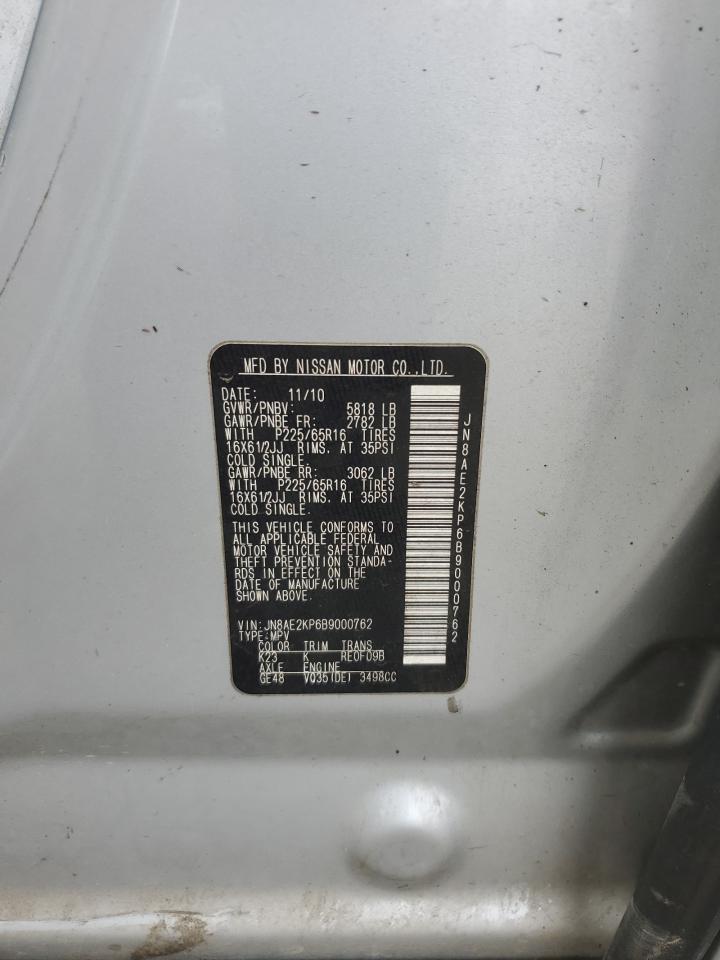 MFD BY NISSAN MOTOR CO.,LTD.
DATE: 11/10
GVWR/PNBV: 5818 LB
GAWR/PNBE FR: 2782 LB
WITH P225/65R16 TIRES
16X61/2JJ RIMS. AT 35PSI
COLD SINGLE.
GAWR/PNBE RR: 3062 LB
WITH P225/65R16 TIRES
16X61/2JJ RIMS. AT 35PSI
COLD SINGLE.
THIS VEHICLE CONFORMS TO
ALL APPLICABLE FEDERAL
MOTOR VEHICLE SAFETY AND
THEFT PREVENTION STANDA-
RDS IN EFFECT ON THE
DATE OF MANUFACTURE
SHOWN ABOVE.
VIN:JN8AE2KP6B9000762
TYPE:MPV
COLOR TRIM TRANS
K23 K RE0F09B
AXLE ENGINE
GE48 VQ35(DE) 3498CC
JN8AE2KP6B9000762